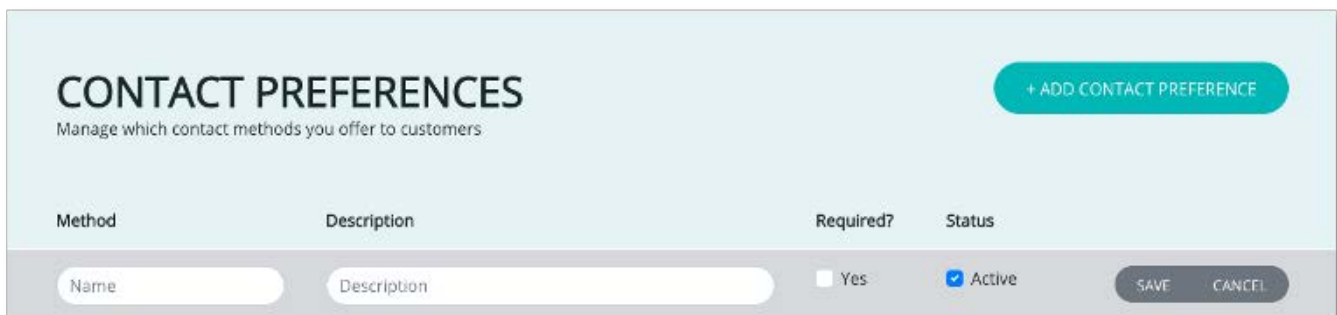 CONTACT PREFERENCES
+ ADD CONTACT PREFERENCE
Manage which contact methods you offer to customers
Method Description Required? Status
Name Description Yes Active SAVE CANCEL